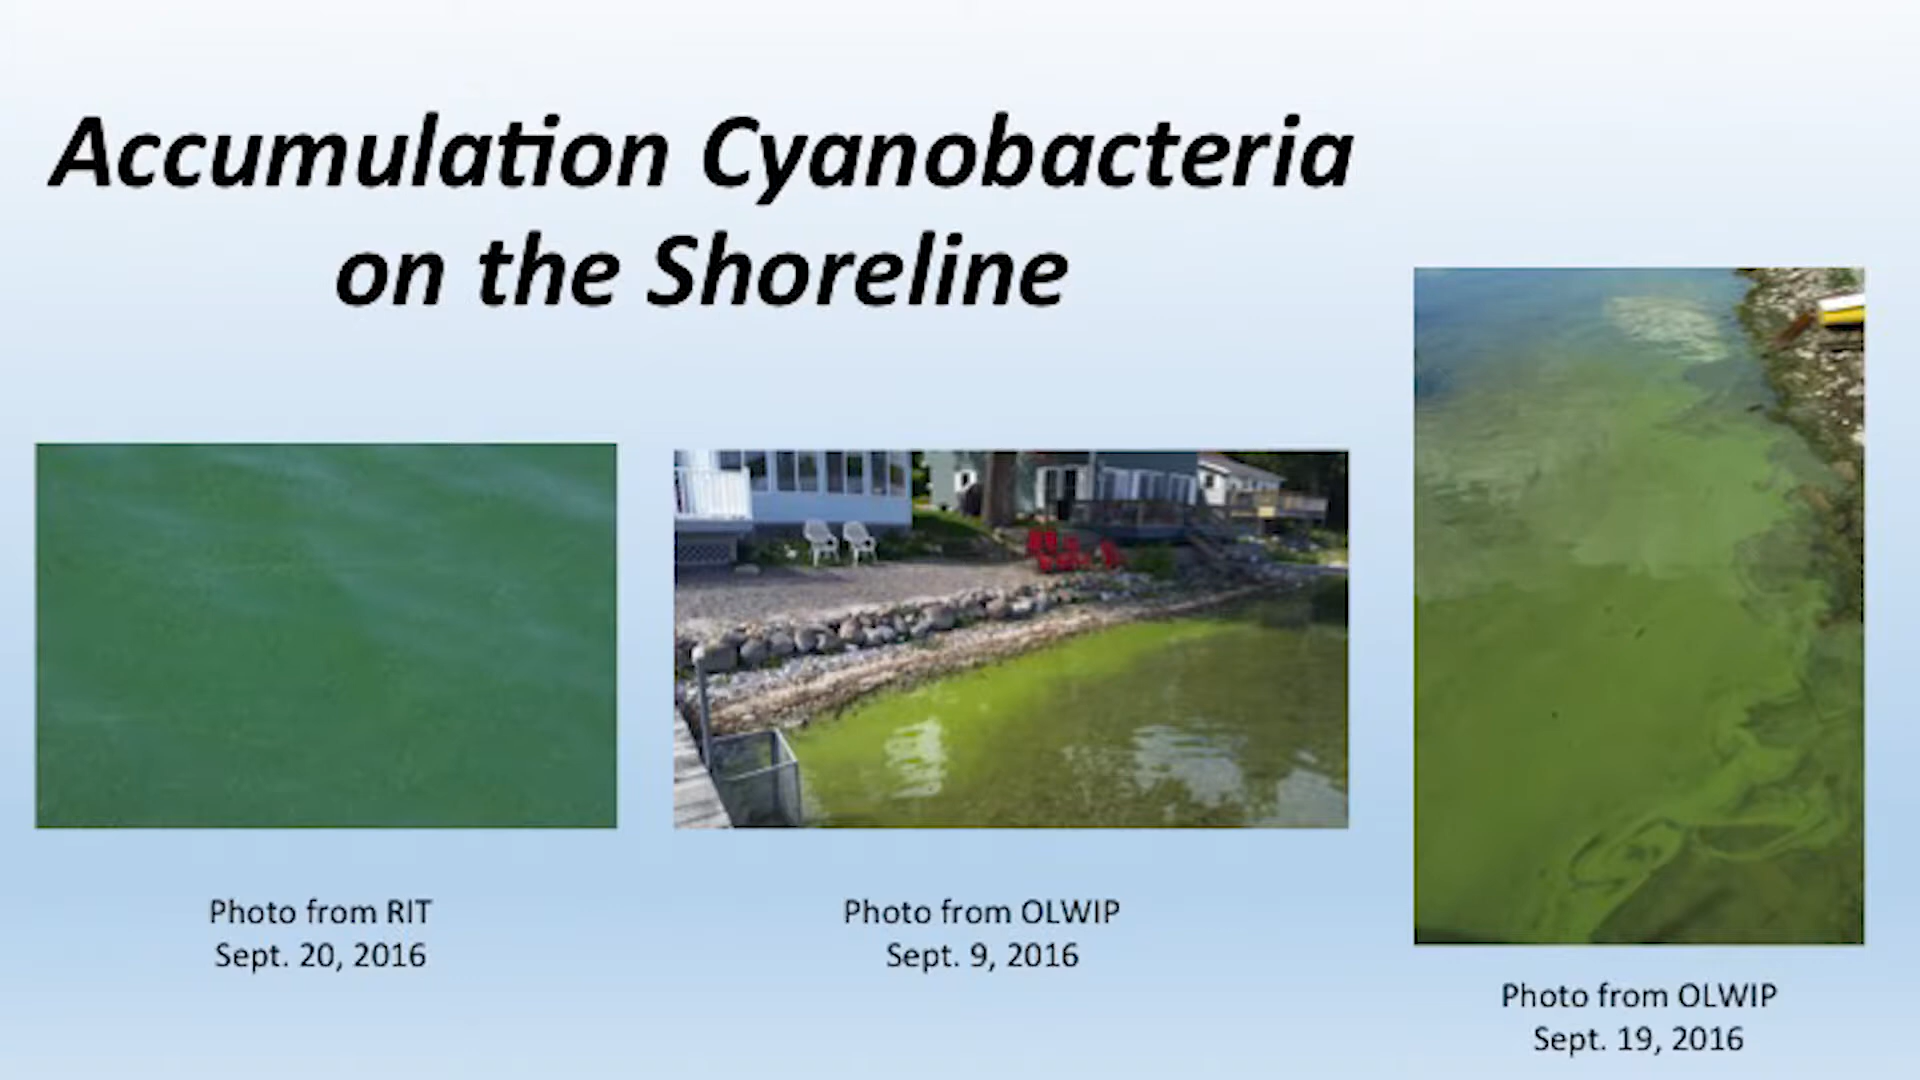 Accumulation Cyanobacteria
on the Shoreline
Photo from RIT
Sept. 20, 2016
Photo from OLWIP
Sept. 9, 2016
Photo from OLWIP
Sept. 19, 2016